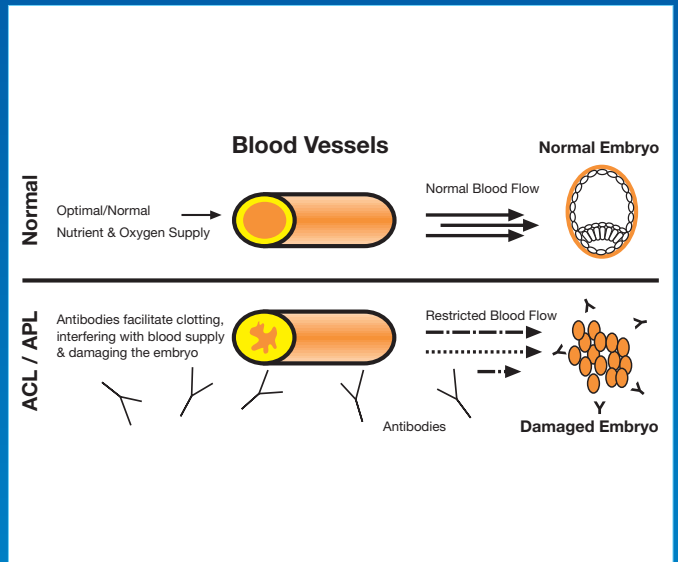 Blood Vessels
Normal Embryo
Normal
Optimal/Normal
Nutrient & Oxygen Supply
Normal Blood Flow
ACL / APL
Antibodies facilitate clotting,
interfering with blood supply
& damaging the embryo
Restricted Blood Flow
Antibodies
Damaged Embryo